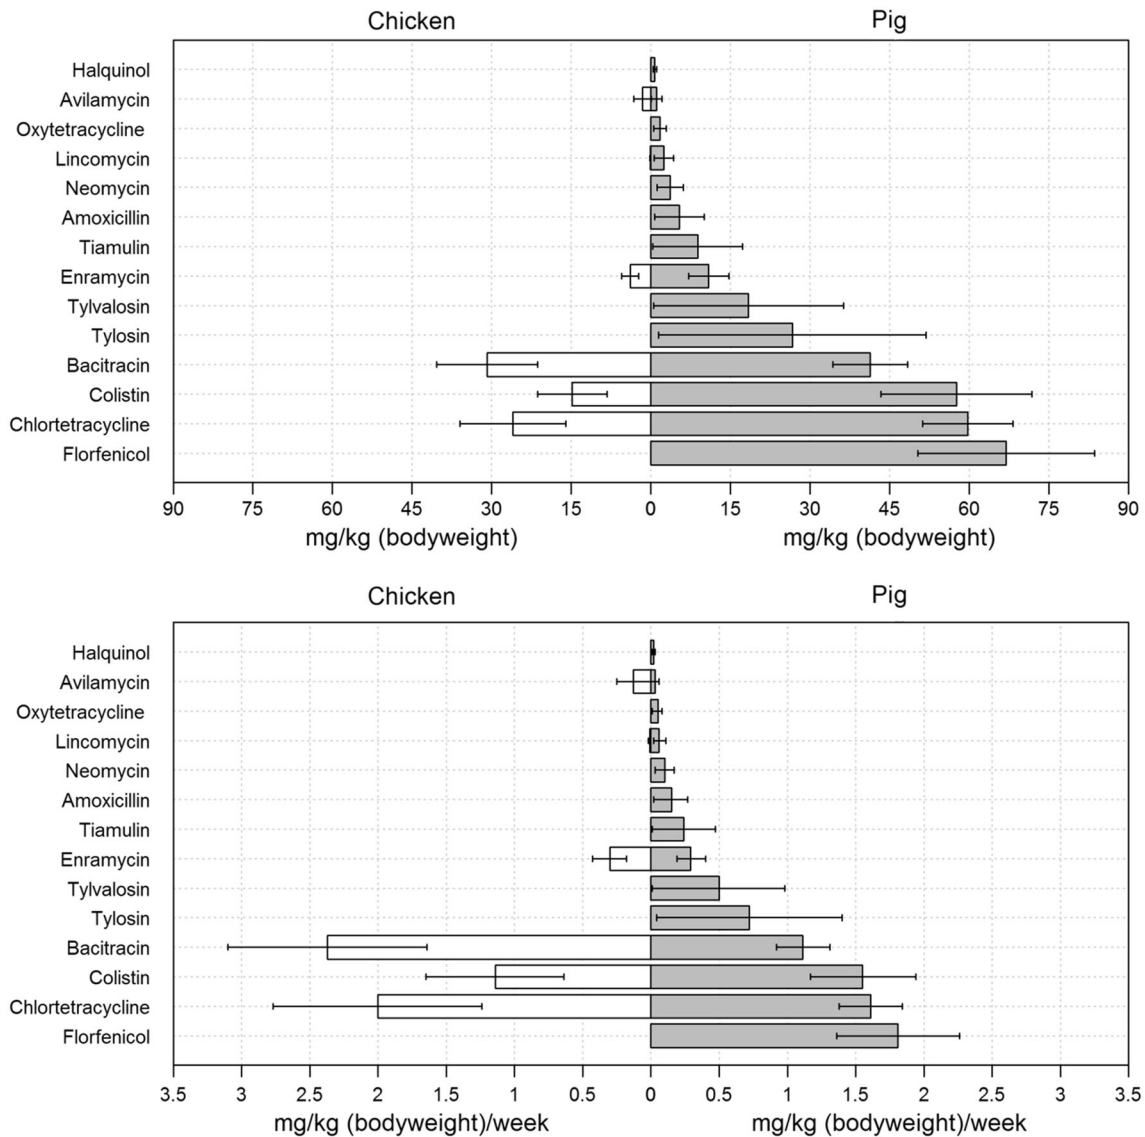 Chicken Pig
Halquinol
Avilamycin
Oxytetracycline
Lincomycin
Neomycin
Amoxicillin
Tiamulin
Enramycin
Tylvalosin
Tylosin
Bacitracin
Colistin
Chlortetracycline
Florfenicol
90 75 60 45 30 15 0 15 30 45 60 75 90
mg/kg (bodyweight) mg/kg (bodyweight)
Chicken Pig
Halquinol
Avilamycin
Oxytetracycline
Lincomycin
Neomycin
Amoxicillin
Tiamulin
Enramycin
Tylvalosin
Tylosin
Bacitracin
Colistin
Chlortetracycline
Florfenicol
3.5 3 2.5 2 1.5 1 0.5 0 0.5 1 1.5 2 2.5 3 3.5
mg/kg (bodyweight)/week mg/kg (bodyweight)/week